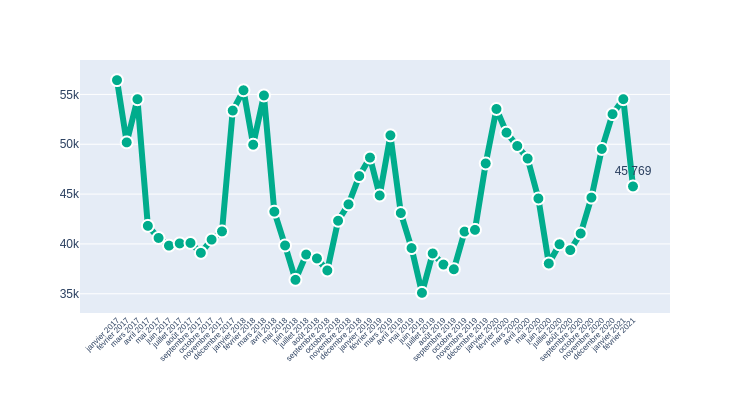 55k
50k
45k
40k
35k
45 769
janvier 2017
février 2017
mars 2017
avril 2017
mai 2017
juin 2017
juillet 2017
août 2017
septembre 2017
octobre 2017
novembre 2017
décembre 2017
janvier 2018
février 2018
mars 2018
avril 2018
mai 2018
juin 2018
juillet 2018
août 2018
septembre 2018
octobre 2018
novembre 2018
décembre 2018
janvier 2019
février 2019
mars 2019
avril 2019
mai 2019
juin 2019
juillet 2019
août 2019
septembre 2019
octobre 2019
novembre 2019
décembre 2019
janvier 2020
février 2020
mars 2020
avril 2020
mai 2020
juin 2020
juillet 2020
août 2020
septembre 2020
octobre 2020
novembre 2020
décembre 2020
janvier 2021
février 2021